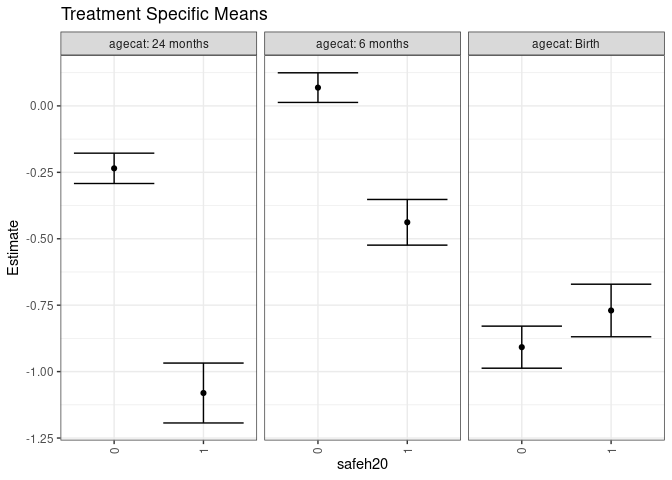 Treatment Specific Means
agecat: 24 months
agecat: 6 months
agecat: Birth
Estimate
0.00
-0.25
-0.50
-0.75
-1.00
-1.25
0
1
0
1
0
1
safeh20